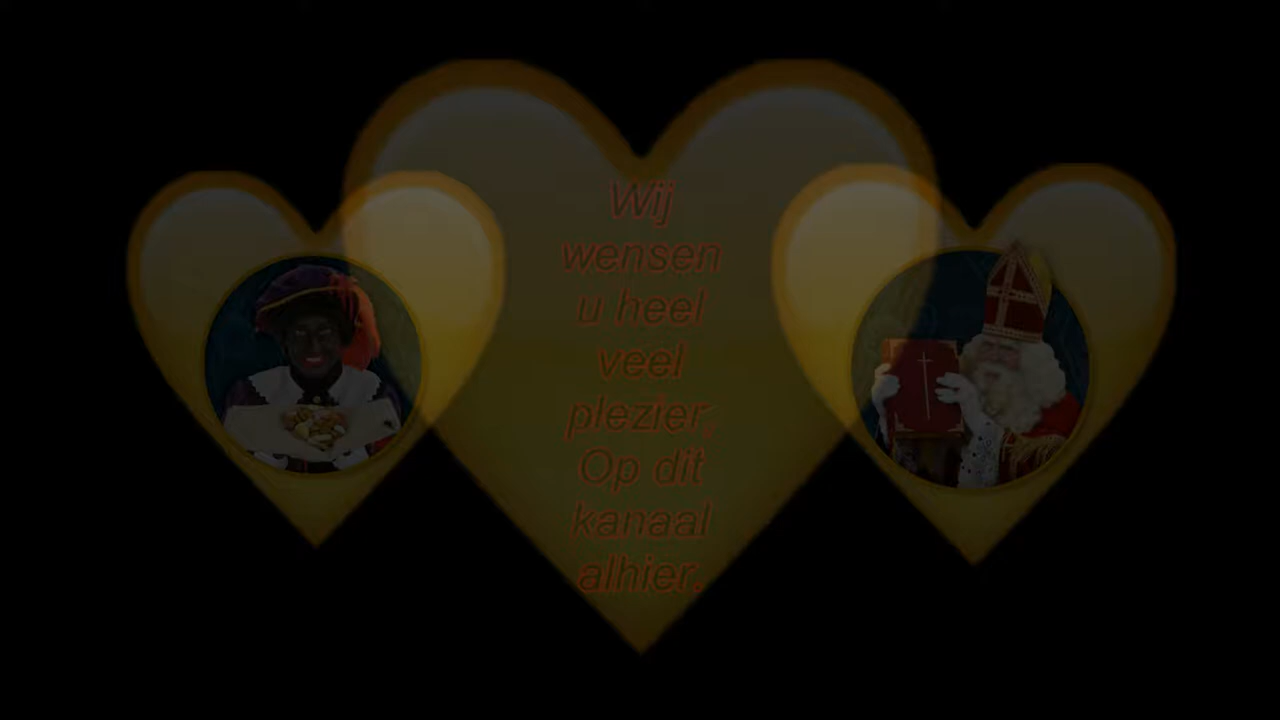 Wij
wensen
u heel
veel
plezier,
Op dit
kanaal
alhier.